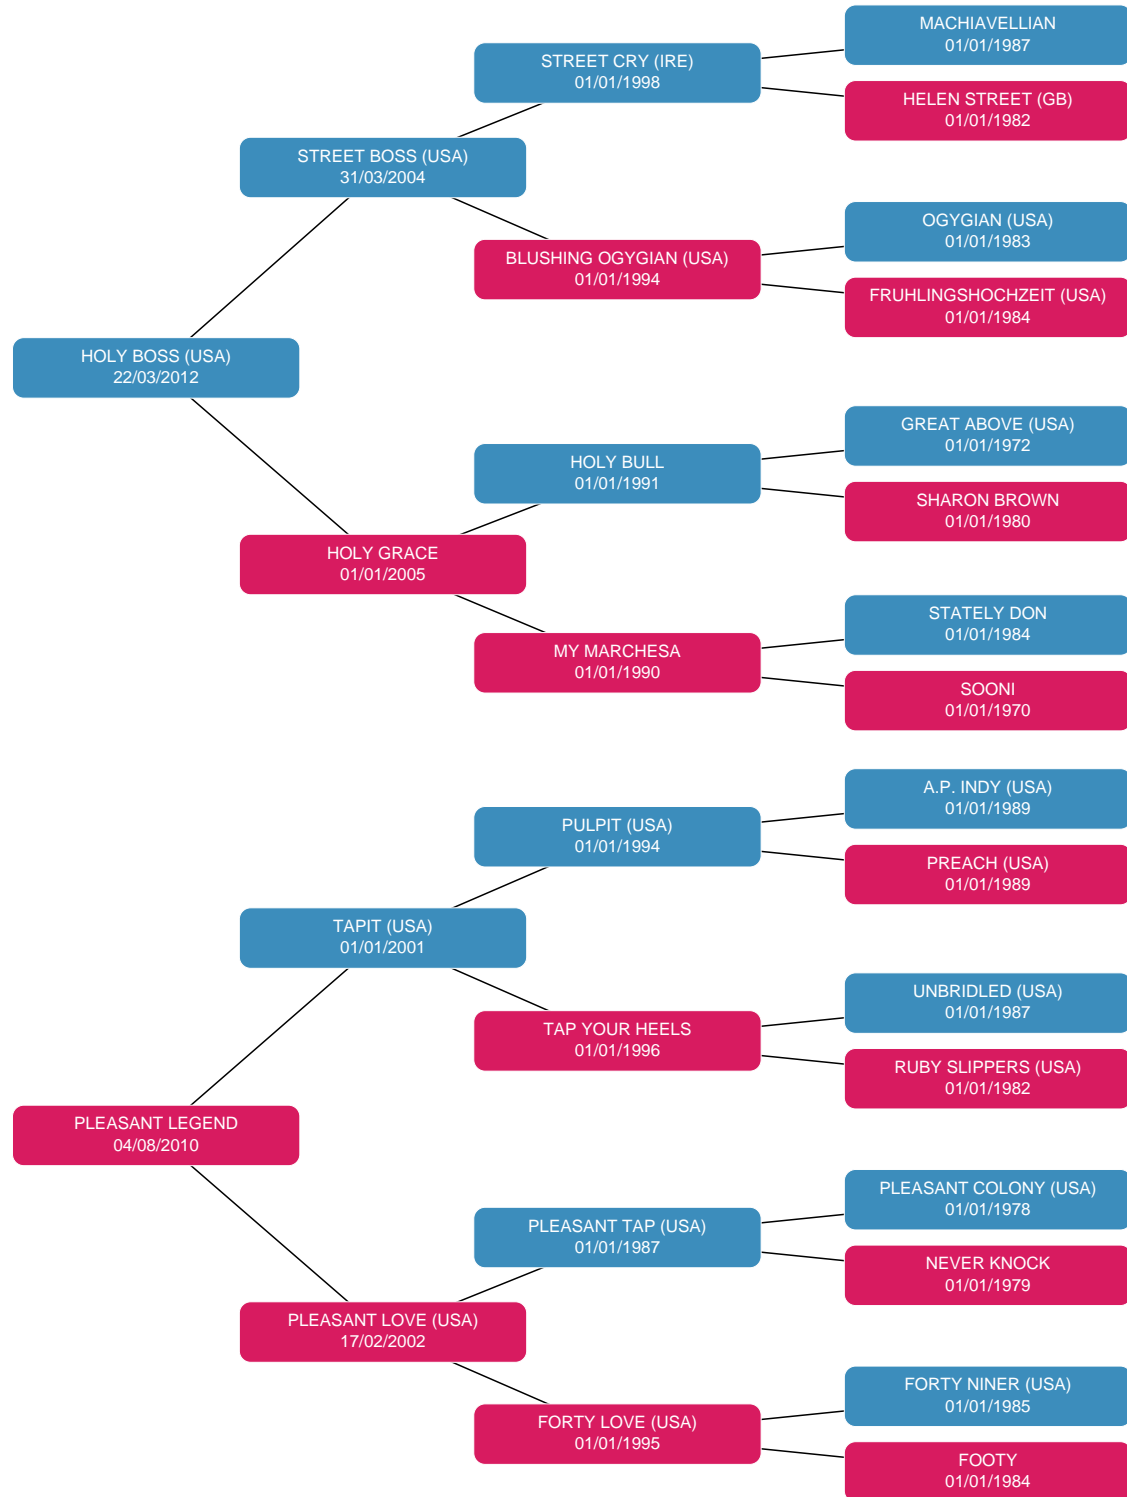 MACHIAVELLIAN
01/01/1987
STREET CRY (IRE)
01/01/1998
HELEN STREET (GB)
01/01/1982
STREET BOSS (USA)
31/03/2004
OGYGIAN (USA)
01/01/1983
BLUSHING OGYGIAN (USA)
01/01/1994
FRUHLINGSHOCHZEIT (USA)
01/01/1984
HOLY BOSS (USA)
22/03/2012
GREAT ABOVE (USA)
01/01/1972
HOLY BULL
01/01/1991
SHARON BROWN
01/01/1980
HOLY GRACE
01/01/2005
STATELY DON
01/01/1984
MY MARCHESA
01/01/1990
SOONI
01/01/1970
A.P. INDY (USA)
01/01/1989
PULPIT (USA)
01/01/1994
PREACH (USA)
01/01/1989
TAPIT (USA)
01/01/2001
UNBRIDLED (USA)
01/01/1987
TAP YOUR HEELS
01/01/1996
RUBY SLIPPERS (USA)
01/01/1982
PLEASANT LEGEND
04/08/2010
PLEASANT COLONY (USA)
01/01/1978
PLEASANT TAP (USA)
01/01/1987
NEVER KNOCK
01/01/1979
PLEASANT LOVE (USA)
17/02/2002
FORTY NINER (USA)
01/01/1985
FORTY LOVE (USA)
01/01/1995
FOOTY
01/01/1984